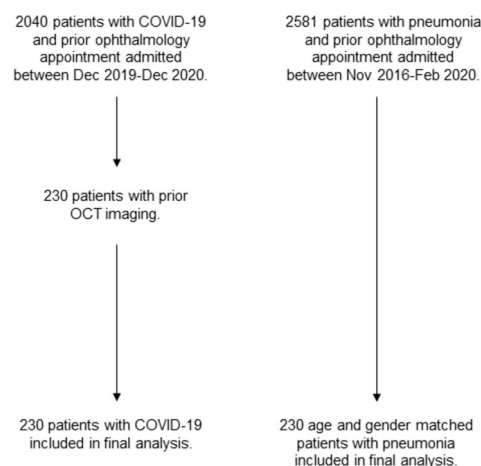 2040 patients with COVID-19
and prior ophthalmology
appointment admitted
between Dec 2019-Dec 2020.
2581 patients with pneumonia
and prior ophthalmology
appointment admitted
between Nov 2016-Feb 2020.
230 patients with prior
OCT imaging.
230 patients with COVID-19
included in final analysis.
230 age and gender matched
patients with pneumonia
included in final analysis.